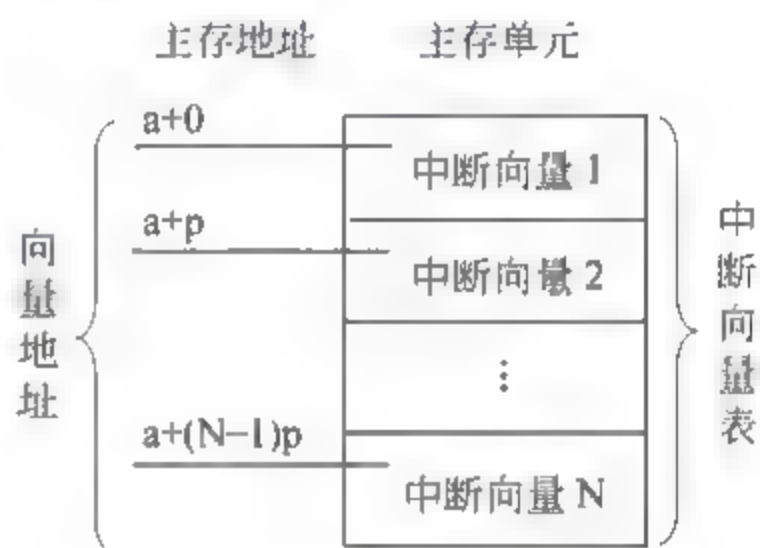 主存地址 主存单元
a+0
中断向量 1
a+p
中断向量 2
⋮
a+(N-1)p
中断向量 N
向量地址
中断向量表